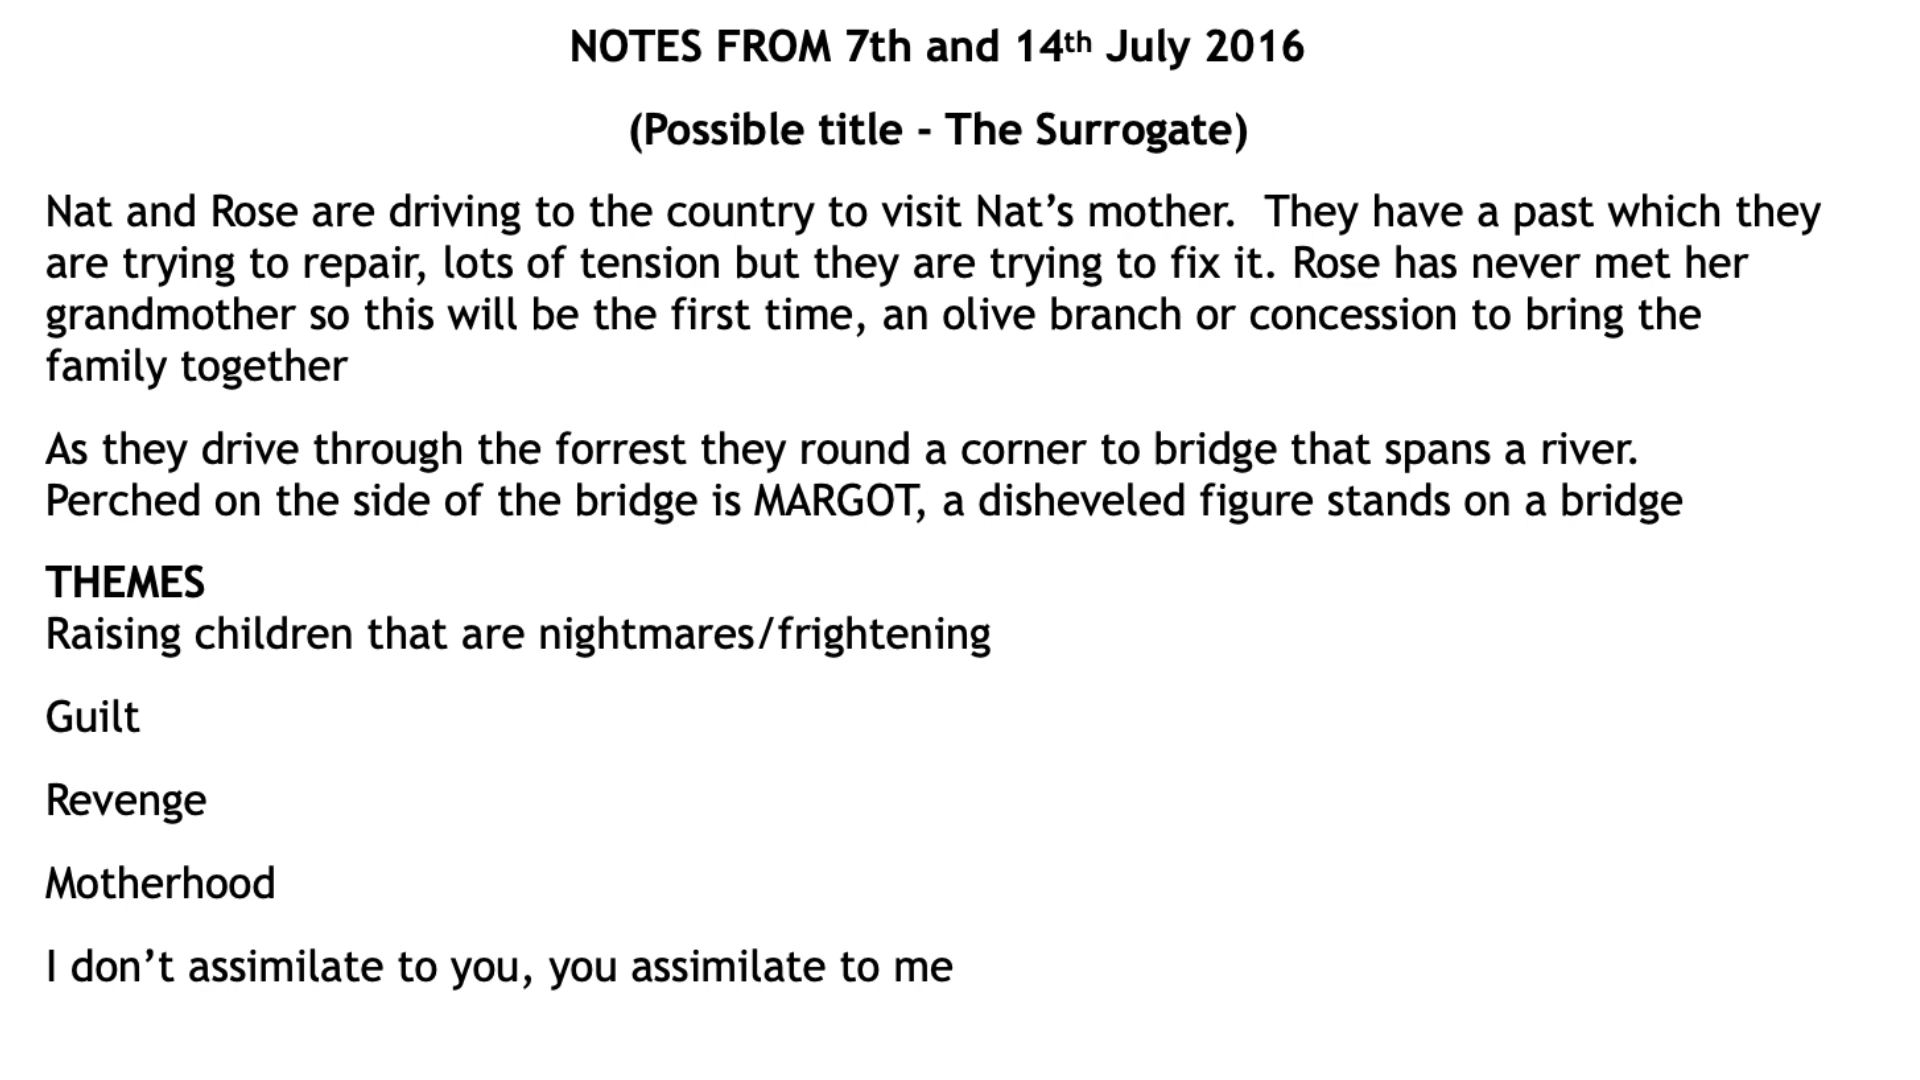 NOTES FROM 7th and 14th July 2016
(Possible title - The Surrogate)
Nat and Rose are driving to the country to visit Nat’s mother.  They have a past which they
are trying to repair, lots of tension but they are trying to fix it. Rose has never met her
grandmother so this will be the first time, an olive branch or concession to bring the
family together
As they drive through the forrest they round a corner to bridge that spans a river.
Perched on the side of the bridge is MARGOT, a disheveled figure stands on a bridge
THEMES
Raising children that are nightmares/frightening
Guilt
Revenge
Motherhood
I don’t assimilate to you, you assimilate to me